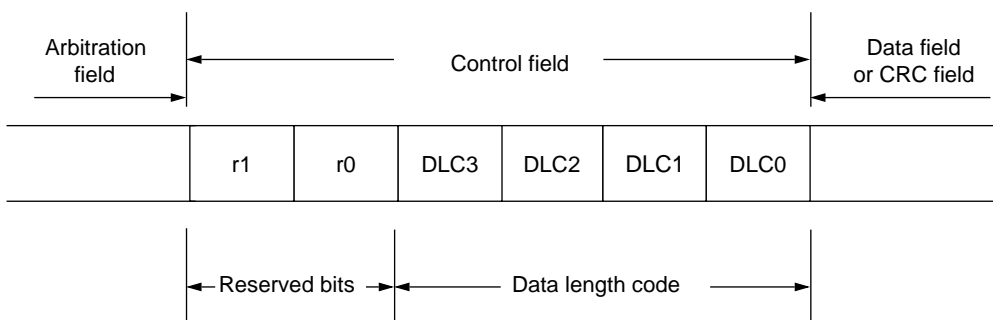 Arbitration
field
Control field
Data field
or CRC field
r1
r0
DLC3
DLC2
DLC1
DLC0
Reserved bits
Data length code